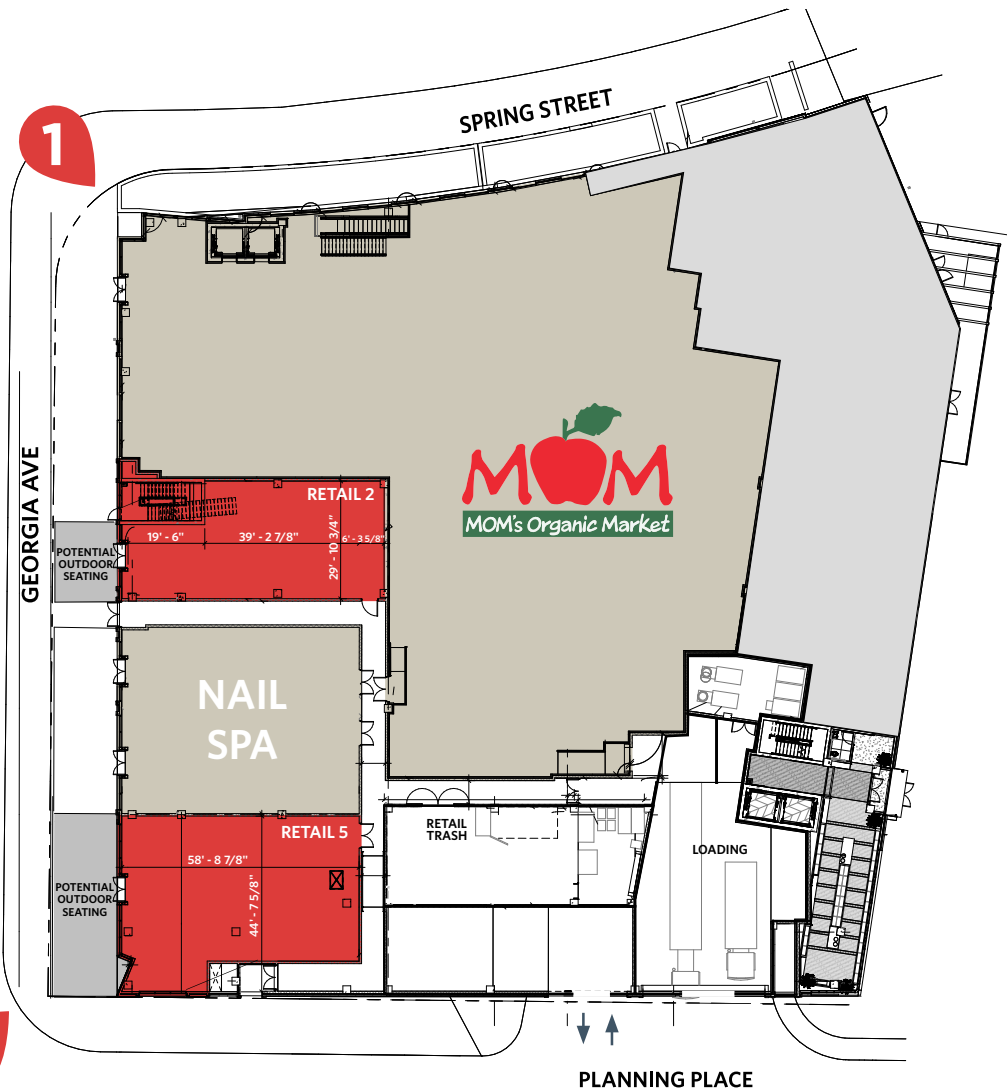 SPRING STREET
1
GEORGIA AVE
MOM
MOM's Organic Market
RETAIL 2
19' - 6"
39' - 2 7/8"
29' - 10 3/4"
6' - 3 5/8"
POTENTIAL
OUTDOOR
SEATING
NAIL
SPA
RETAIL 5
58' - 8 7/8"
44' - 7 5/8"
POTENTIAL
OUTDOOR
SEATING
RETAIL
TRASH
LOADING
PLANNING PLACE